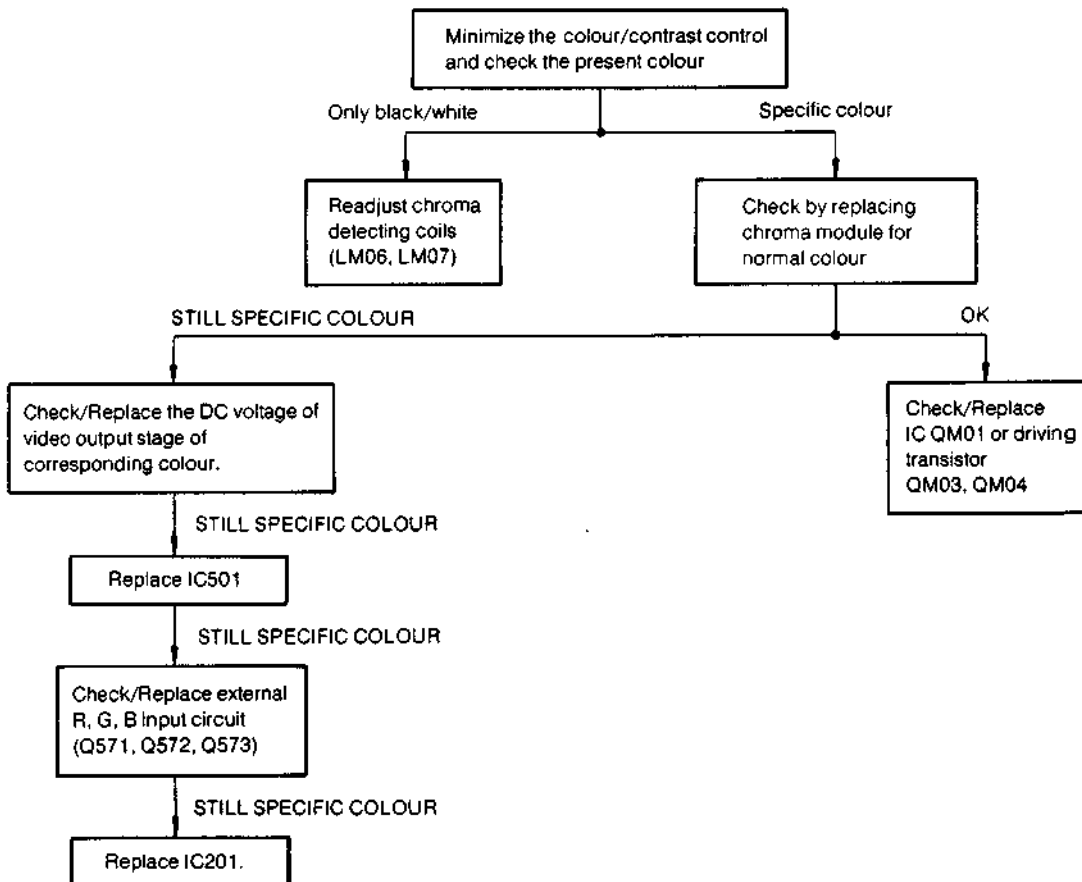 Minimize the colour/contrast control
and check the present colour
Only black/white
Specific colour
Readjust chroma
detecting coils
(LM06, LM07)
Check by replacing
chroma module for
normal colour
STILL SPECIFIC COLOUR
OK
Check/Replace the DC voltage of
video output stage of
corresponding colour.
Check/Replace
IC QM01 or driving
transistor
QM03, QM04
STILL SPECIFIC COLOUR
Replace IC501
STILL SPECIFIC COLOUR
Check/Replace external
R, G, B Input circuit
(Q571, Q572, Q573)
STILL SPECIFIC COLOUR
Replace IC201.